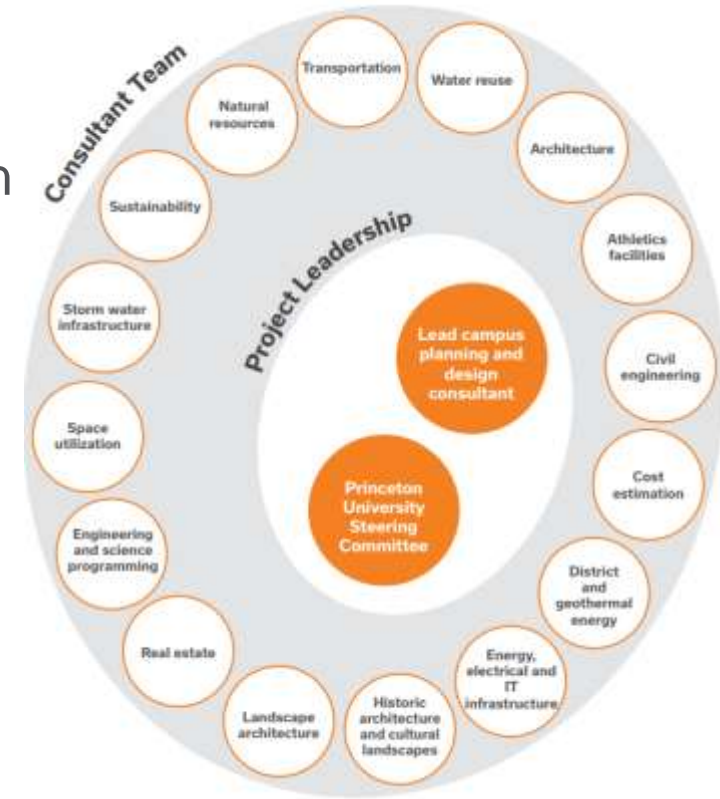 Consultant Team
Transportation
Water reuse
Natural
resources
Architecture
Sustainability
Athletics
facilities
Project Leadership
Storm water
infrastructure
Lead campus
planning and
design
consultant
Civil
engineering
Space
utilization
Cost
estimation
Princeton
University
Steering
Committee
Engineering
and science
programming
District
and
geothermal
energy
Real estate
Energy,
electrical and
IT
infrastructure
Landscape
architecture
Historic
architecture
and cultural
landscapes